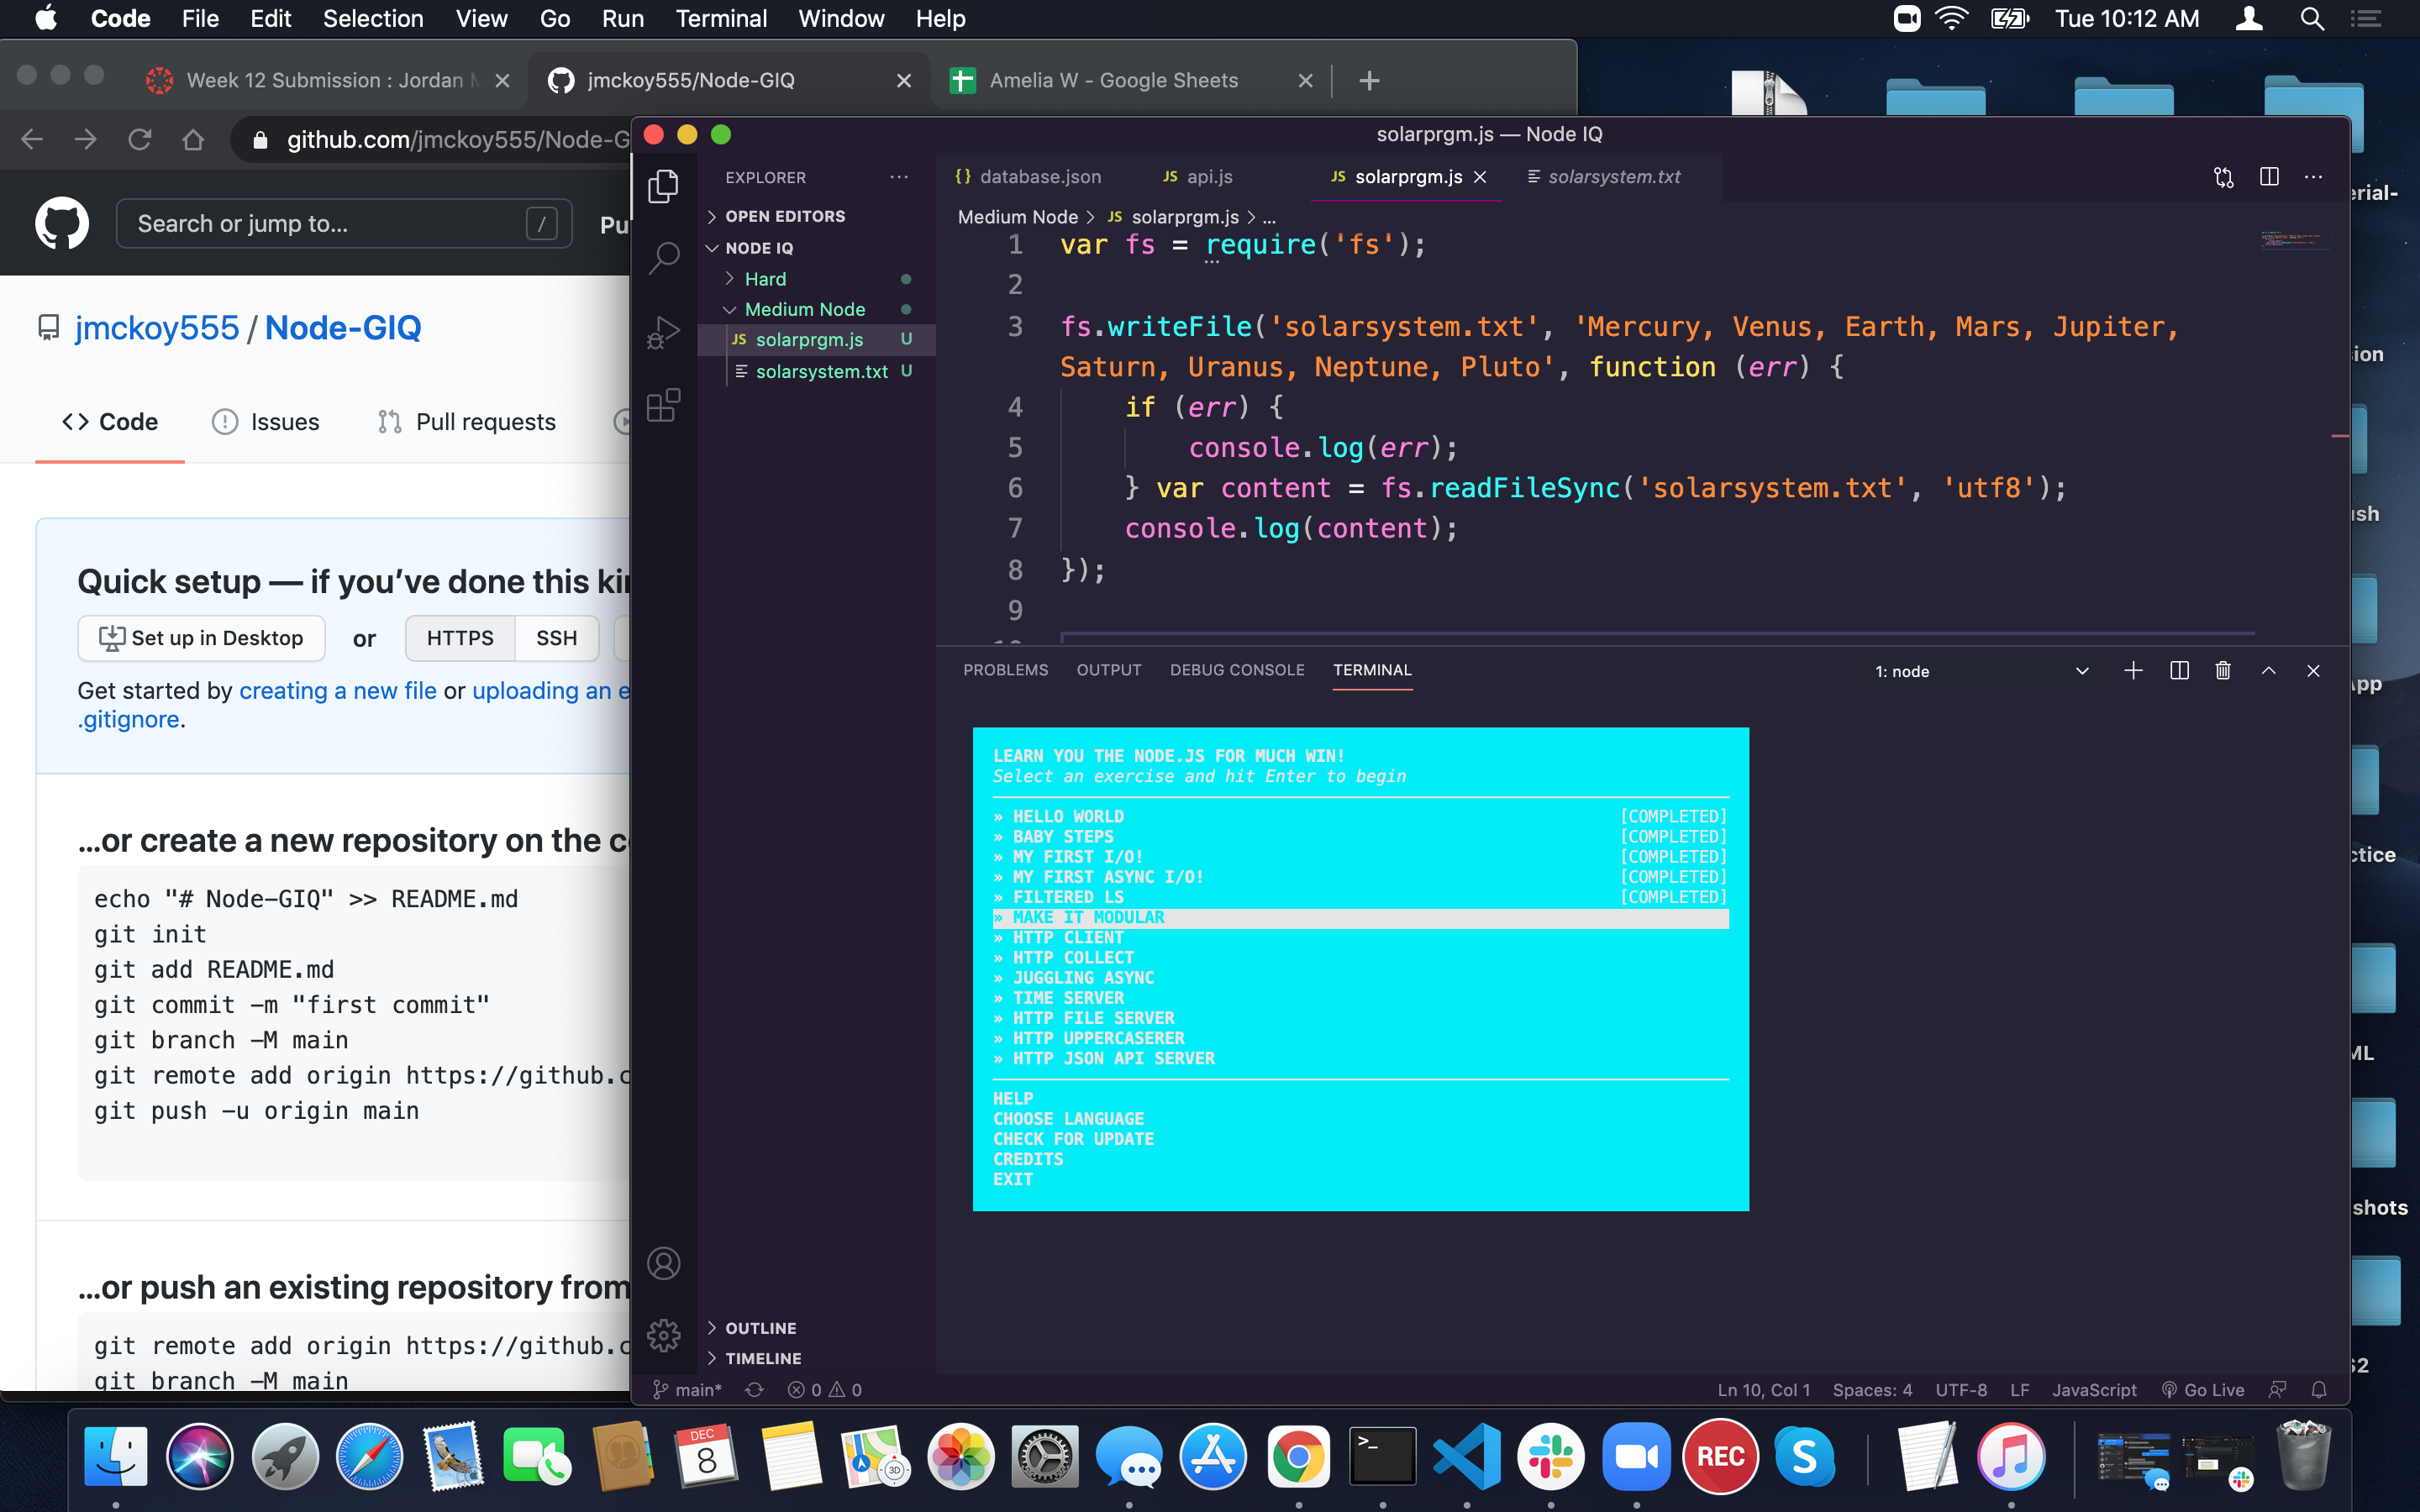 Code File Edit Selection View Go Run Terminal Window Help Tue 10:12 AM
Week 12 Submission : Jordan M
jmckoy555/Node-GIQ
Amelia W - Google Sheets
github.com/jmckoy555/Node-G
Search or jump to... /
Pu
jmckoy555 / Node-GIQ
<> Code Issues Pull requests
Quick setup — if you've done this kin
Set up in Desktop or HTTPS SSH
Get started by creating a new file or uploading an e
.gitignore.
…or create a new repository on the c
echo "# Node-GIQ" >> README.md
git init
git add README.md
git commit -m "first commit"
git branch -M main
git remote add origin https://github.c
git push -u origin main
…or push an existing repository from
git remote add origin https://github.c
git branch -M main
solarprgm.js — Node IQ
EXPLORER ...
OPEN EDITORS
NODE IQ
Hard
Medium Node
JS solarprgm.js U
solarsystem.txt U
OUTLINE
TIMELINE
{} database.json JS api.js JS solarprgm.js solarsystem.txt
Medium Node > JS solarprgm.js > ...
1 var fs = require('fs');
2
3 fs.writeFile('solarsystem.txt', 'Mercury, Venus, Earth, Mars, Jupiter,
Saturn, Uranus, Neptune, Pluto', function (err) {
4 if (err) {
5 console.log(err);
6 } var content = fs.readFileSync('solarsystem.txt', 'utf8');
7 console.log(content);
8 });
9
PROBLEMS OUTPUT DEBUG CONSOLE TERMINAL 1: node
LEARN YOU THE NODE.JS FOR MUCH WIN!
Select an exercise and hit Enter to begin
» HELLO WORLD [COMPLETED]
» BABY STEPS [COMPLETED]
» MY FIRST I/O! [COMPLETED]
» MY FIRST ASYNC I/O! [COMPLETED]
» FILTERED LS [COMPLETED]
» MAKE IT MODULAR
» HTTP CLIENT
» HTTP COLLECT
» JUGGLING ASYNC
» TIME SERVER
» HTTP FILE SERVER
» HTTP UPPERCASERER
» HTTP JSON API SERVER
HELP
CHOOSE LANGUAGE
CHECK FOR UPDATE
CREDITS
EXIT
main* 0 0 Ln 10, Col 1 Spaces: 4 UTF-8 LF JavaScript Go Live
erial-
ion
ush
App
ctice
ML
shots
S2
DEC
8
3D
>_
REC
S